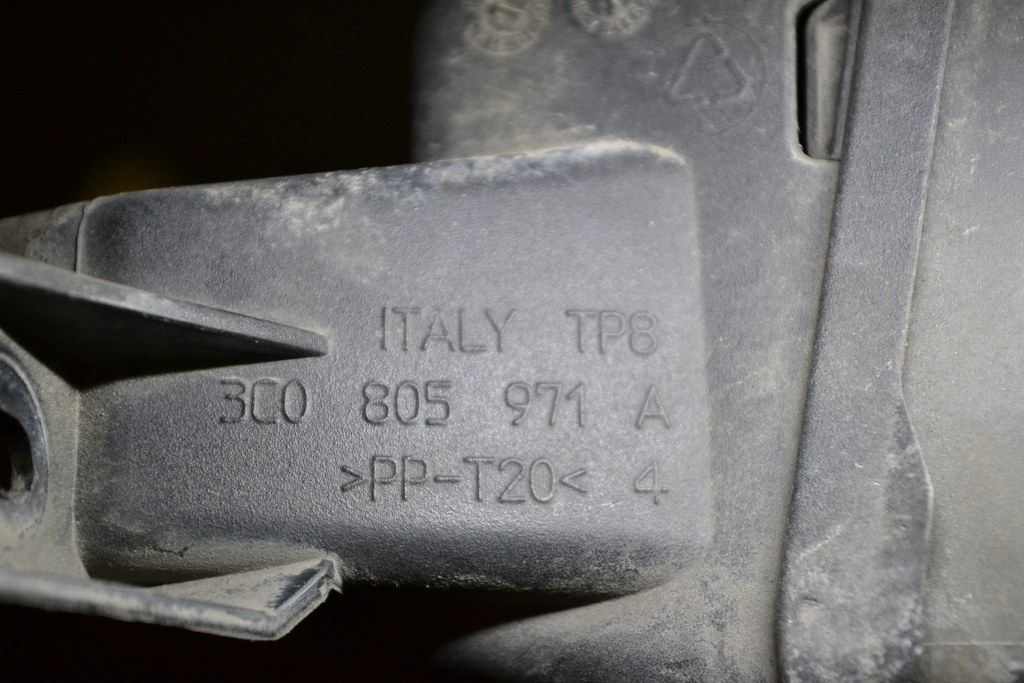 ITALY TP8
3C0 805 971 A
>PP-T20< 4